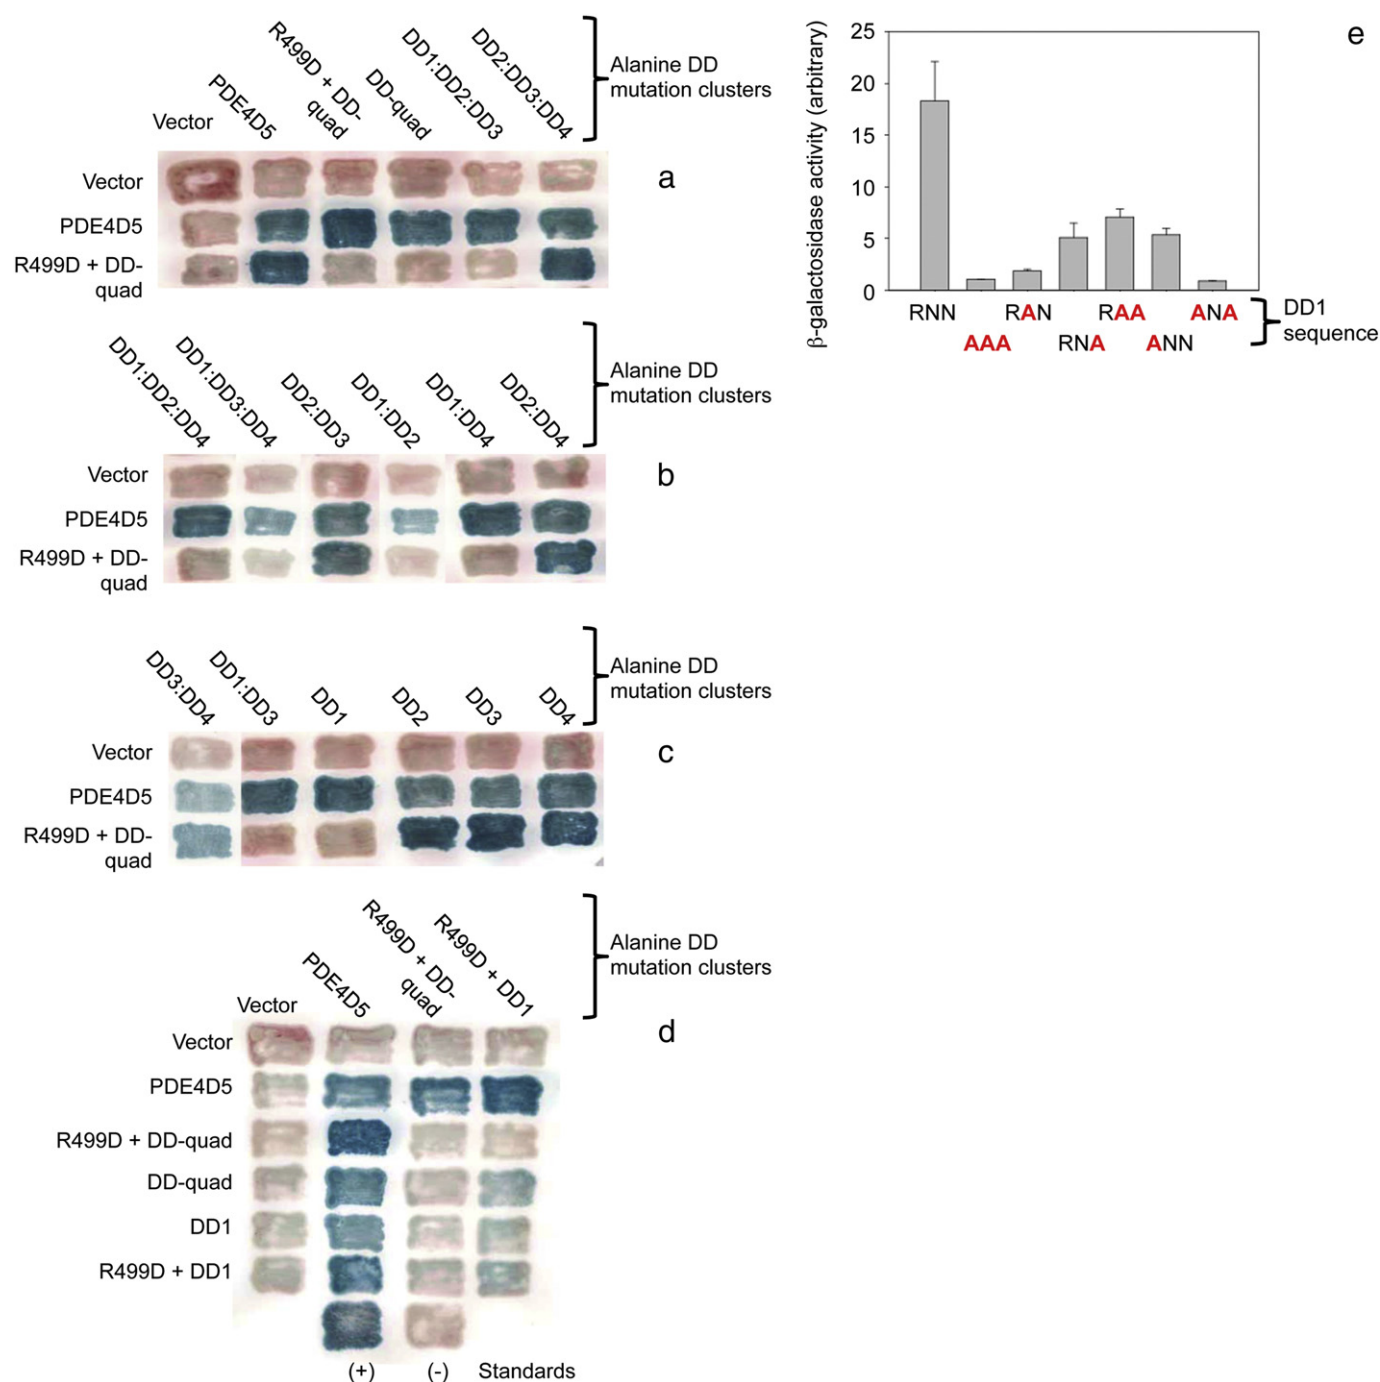 Vector
PDE4D5
R499D + DD-
quad
DD-quad
DD1:DD2:DD3
DD2:DD3:DD4
Alanine DD
mutation clusters
a
Vector
PDE4D5
R499D + DD-
quad
DD1:DD2:DD4
DD1:DD3:DD4
DD2:DD3
DD1:DD2
DD1:DD4
DD2:DD4
Alanine DD
mutation clusters
b
Vector
PDE4D5
R499D + DD-
quad
DD3:DD4
DD1:DD3
DD1
DD2
DD3
DD4
Alanine DD
mutation clusters
c
Vector
PDE4D5
R499D + DD-
quad
Vector
PDE4D5
R499D + DD-
quad
R499D + DD1
Alanine DD
mutation clusters
d
Vector
PDE4D5
R499D + DD-quad
DD-quad
DD1
R499D + DD1
(+) (-) Standards
e
β-galactosidase activity (arbitrary)
25
20
15
10
5
0
RNN RAN RAA ANA
AAA RNA ANN
DD1
sequence